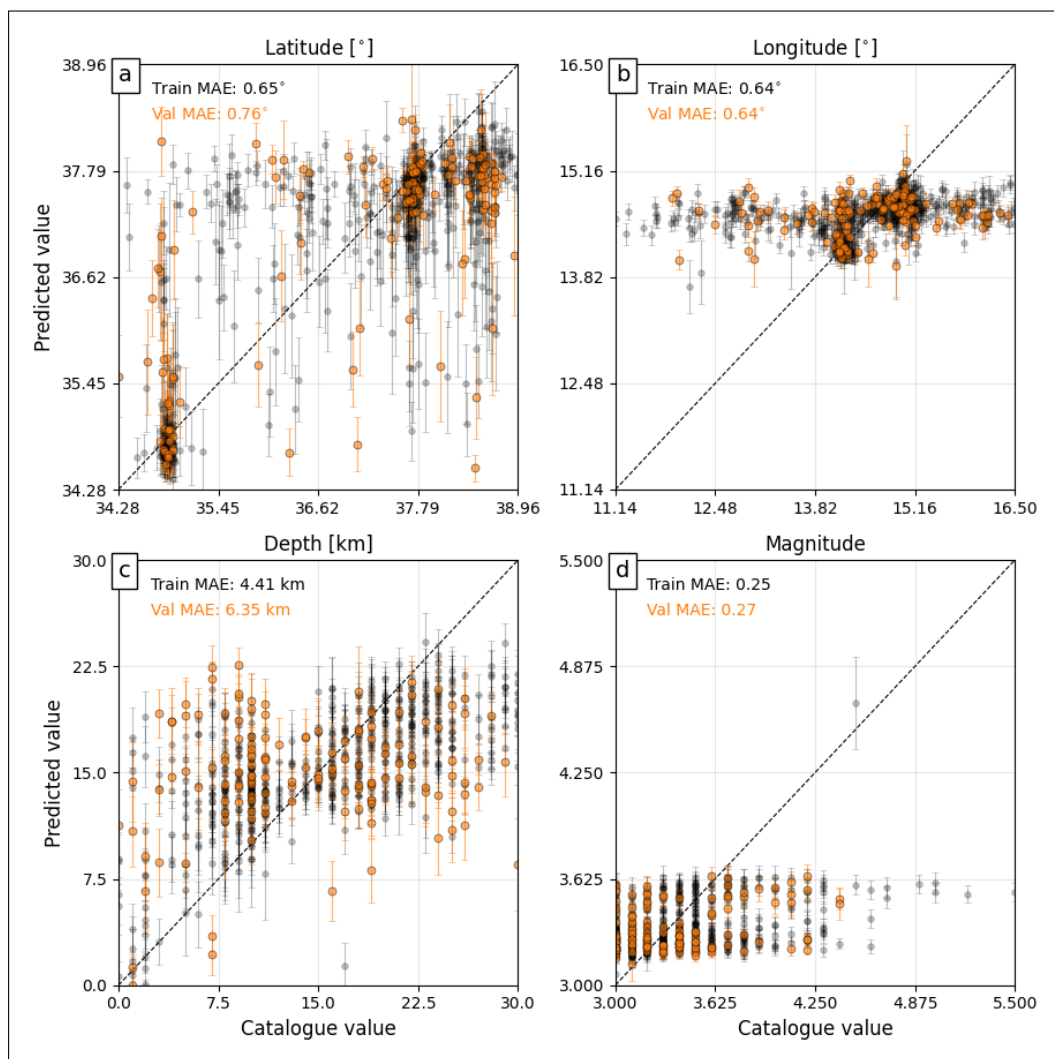 Latitude [°]
a
Train MAE: 0.65°
Val MAE: 0.76°
38.96
37.79
36.62
35.45
34.28
34.28 35.45 36.62 37.79 38.96
Predicted value
Longitude [°]
b
Train MAE: 0.64°
Val MAE: 0.64°
16.50
15.16
13.82
12.48
11.14
11.14 12.48 13.82 15.16 16.50
Depth [km]
c
Train MAE: 4.41 km
Val MAE: 6.35 km
30.0
22.5
15.0
7.5
0.0
0.0 7.5 15.0 22.5 30.0
Predicted value
Catalogue value
Magnitude
d
Train MAE: 0.25
Val MAE: 0.27
5.500
4.875
4.250
3.625
3.000
3.000 3.625 4.250 4.875 5.500
Catalogue value